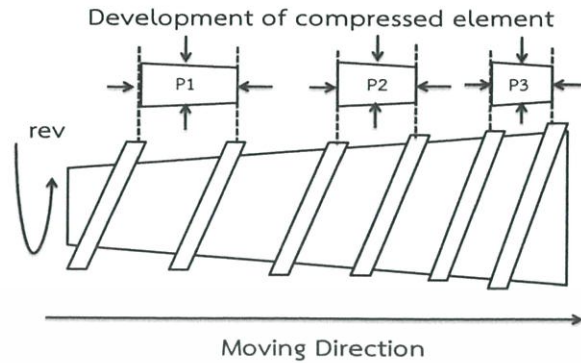 Development of compressed element
P1
P2
P3
rev
Moving Direction